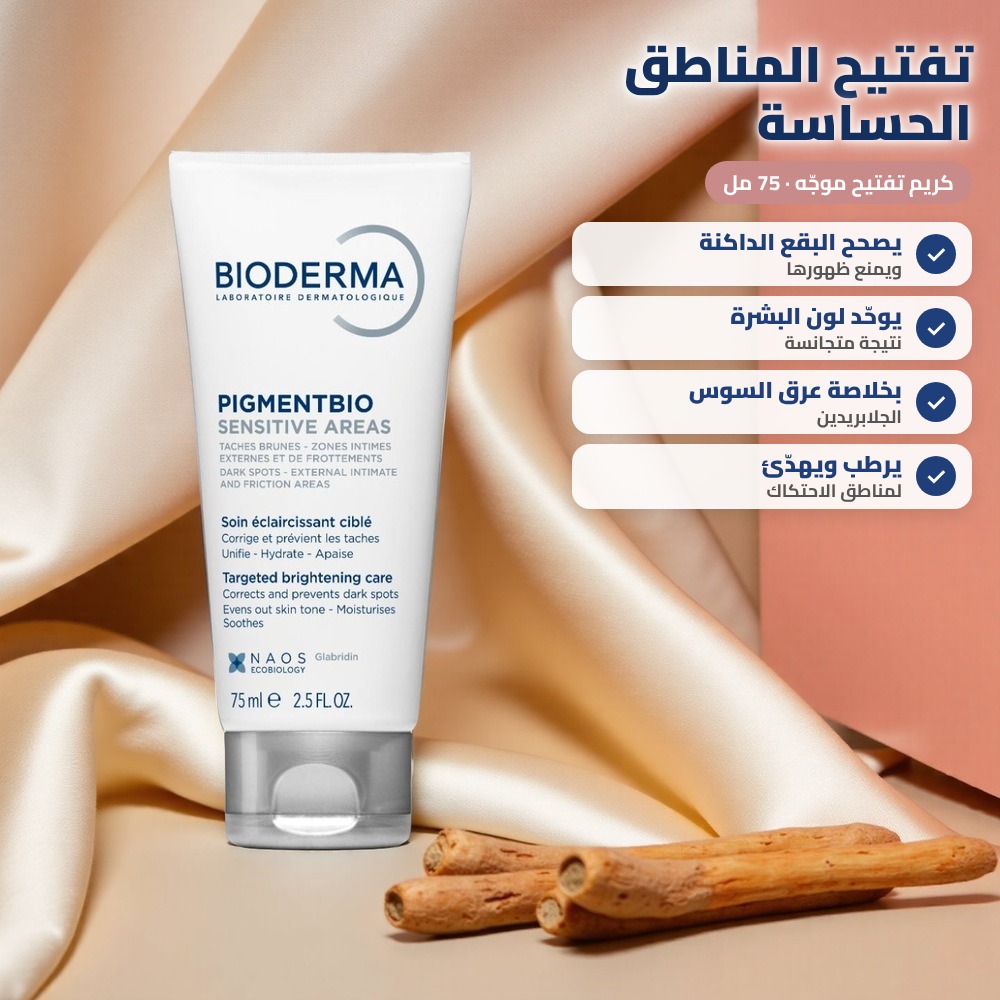 تفتيح المناطق
الحساسة
كريم تفتيح موجّه · 75 مل
يصحح البقع الداكنة
ويمنع ظهورها
يوحّد لون البشرة
نتيجة متجانسة
بخلاصة عرق السوس
الجلابريدين
يرطب ويهدّئ
لمناطق الاحتكاك
BIODERMA
LABORATOIRE DERMATOLOGIQUE
PIGMENTBIO
SENSITIVE AREAS
TACHES BRUNES - ZONES INTIMES
EXTERNES ET DE FROTTEMENTS
DARK SPOTS - EXTERNAL INTIMATE
AND FRICTION AREAS
Soin éclaircissant ciblé
Corrige et prévient les taches
Unifie - Hydrate - Apaise
Targeted brightening care
Corrects and prevents dark spots
Evens out skin tone - Moisturises
Soothes
NAOS Glabridin
ECOBIOLOGY
75 ml ℮ 2.5 FL.OZ.